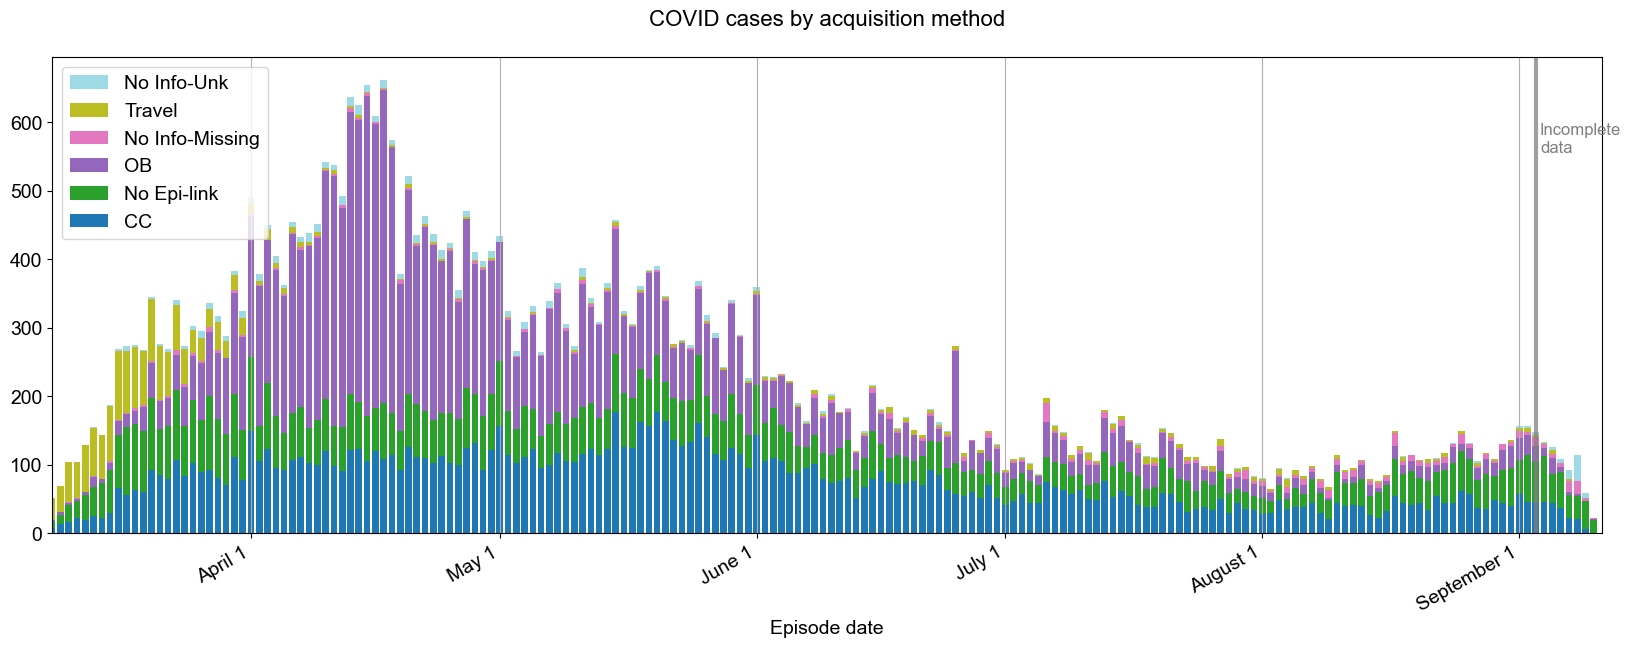 COVID cases by acquisition method
No Info-Unk
Travel
No Info-Missing
OB
No Epi-link
CC
600
500
400
300
200
100
0
Incomplete
data
April 1
May 1
June 1
July 1
August 1
September 1
Episode date